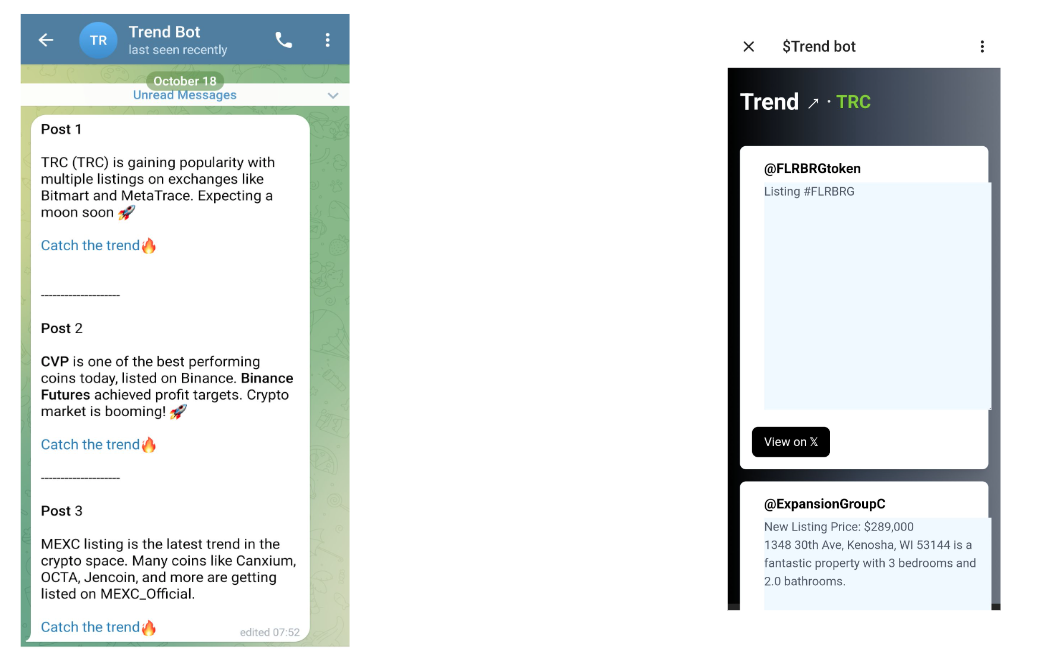 TR
Trend Bot
last seen recently
October 18
Unread Messages
Post 1
TRC (TRC) is gaining popularity with
multiple listings on exchanges like
Bitmart and MetaTrace. Expecting a
moon soon 🚀
Catch the trend🔥
--------------------
Post 2
CVP is one of the best performing
coins today, listed on Binance. Binance
Futures achieved profit targets. Crypto
market is booming! 🚀
Catch the trend🔥
--------------------
Post 3
MEXC listing is the latest trend in the
crypto space. Many coins like Canxium,
OCTA, Jencoin, and more are getting
listed on MEXC_Official.
Catch the trend🔥
edited 07:52
$Trend bot
Trend ↗ · TRC
@FLRBRGtoken
Listing #FLRBRG
View on 𝕏
@ExpansionGroupC
New Listing Price: $289,000
1348 30th Ave, Kenosha, WI 53144 is a
fantastic property with 3 bedrooms and
2.0 bathrooms.